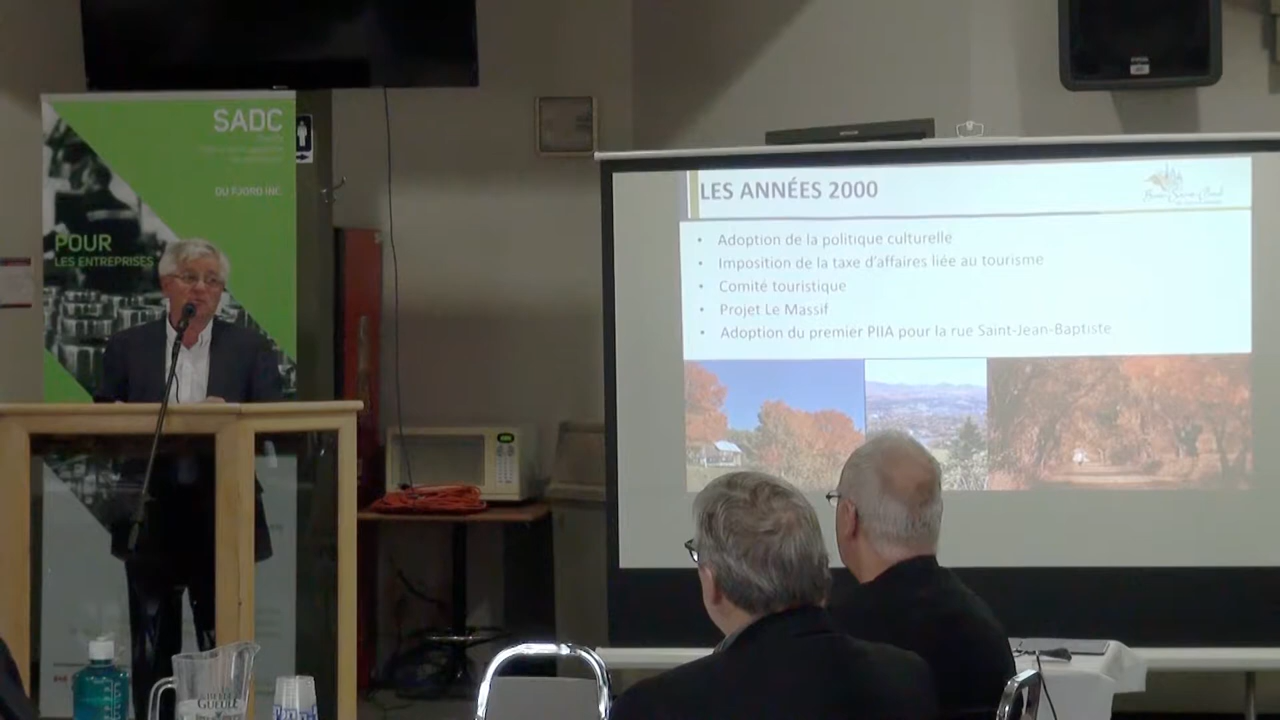 SADC
DU FJORD INC.
POUR
LES ENTREPRISES
LES ANNÉES 2000
• Adoption de la politique culturelle
• Imposition de la taxe d'affaires liée au tourisme
• Comité touristique
• Projet Le Massif
• Adoption du premier PIIA pour la rue Saint-Jean-Baptiste
GUEULE